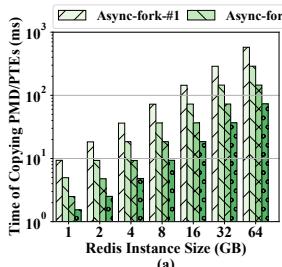 Async-fork-#1 Async-for
Time of Copying PMD/PTEs (ms)
10³
10²
10¹
10⁰
1 2 4 8 16 32 64
Redis Instance Size (GB)
(a)